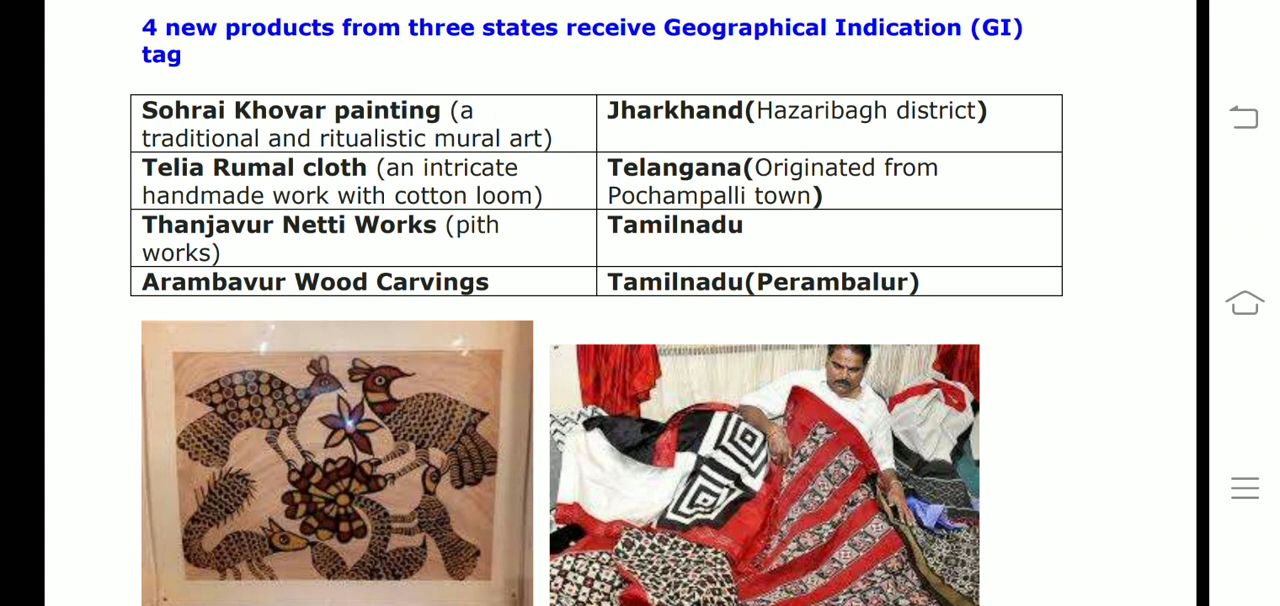 4 new products from three states receive Geographical Indication (GI)
tag
Sohrai Khovar painting (a
traditional and ritualistic mural art)
Jharkhand(Hazaribagh district)
Telia Rumal cloth (an intricate
handmade work with cotton loom)
Telangana(Originated from
Pochampalli town)
Thanjavur Netti Works (pith
works)
Tamilnadu
Arambavur Wood Carvings
Tamilnadu(Perambalur)